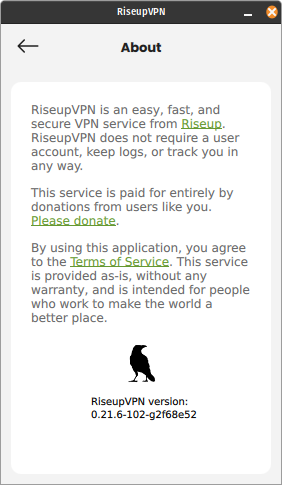 RiseupVPN
About
RiseupVPN is an easy, fast, and
secure VPN service from Riseup.
RiseupVPN does not require a user
account, keep logs, or track you in
any way.
This service is paid for entirely by
donations from users like you.
Please donate.
By using this application, you agree
to the Terms of Service. This service
is provided as-is, without any
warranty, and is intended for people
who work to make the world a
better place.
RiseupVPN version:
0.21.6-102-g2f68e52